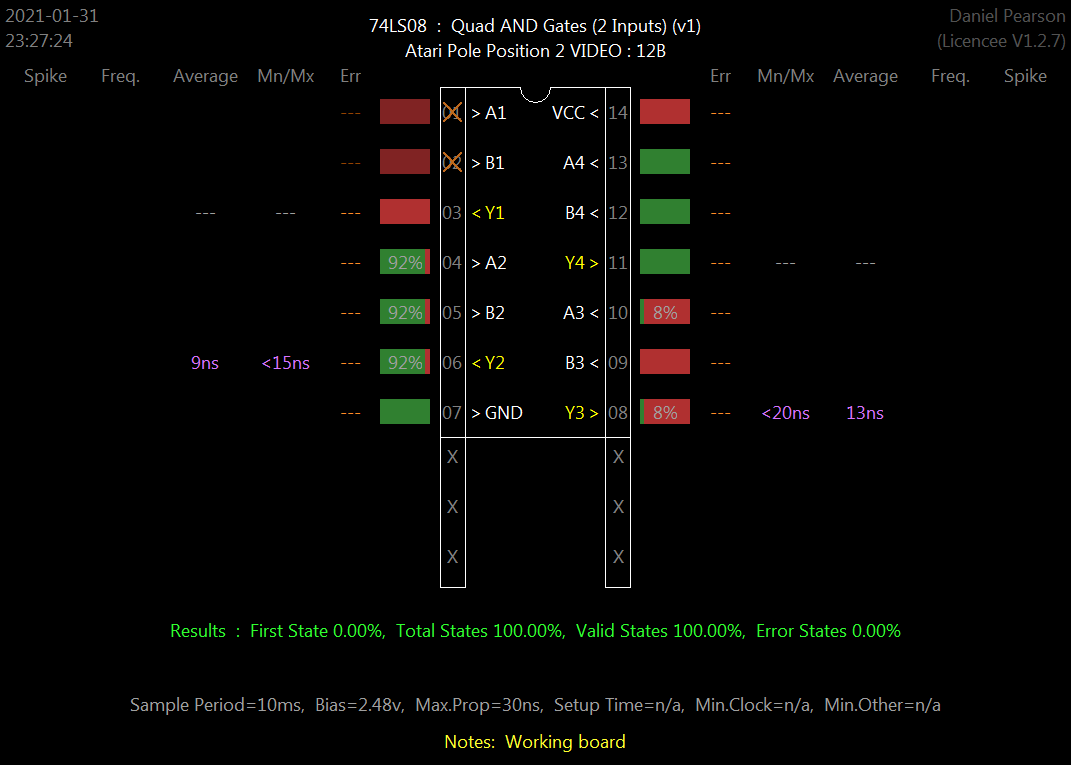 2021-01-31 74LS08 : Quad AND Gates (2 Inputs) (v1) Daniel Pearson
23:27:24 Atari Pole Position 2 VIDEO : 12B (Licencee V1.2.7)
Spike Freq. Average Mn/Mx Err Err Mn/Mx Average Freq. Spike
--- 01 > A1 VCC < 14 ---
--- 02 > B1 A4 < 13 ---
--- --- --- 03 < Y1 B4 < 12 ---
--- 92% 04 > A2 Y4 > 11 --- --- ---
--- 92% 05 > B2 A3 < 10 8% ---
9ns <15ns --- 92% 06 < Y2 B3 < 09 ---
--- 07 > GND Y3 > 08 8% --- <20ns 13ns
X X
X X
X X
Results : First State 0.00%, Total States 100.00%, Valid States 100.00%, Error States 0.00%
Sample Period=10ms, Bias=2.48v, Max.Prop=30ns, Setup Time=n/a, Min.Clock=n/a, Min.Other=n/a
Notes: Working board